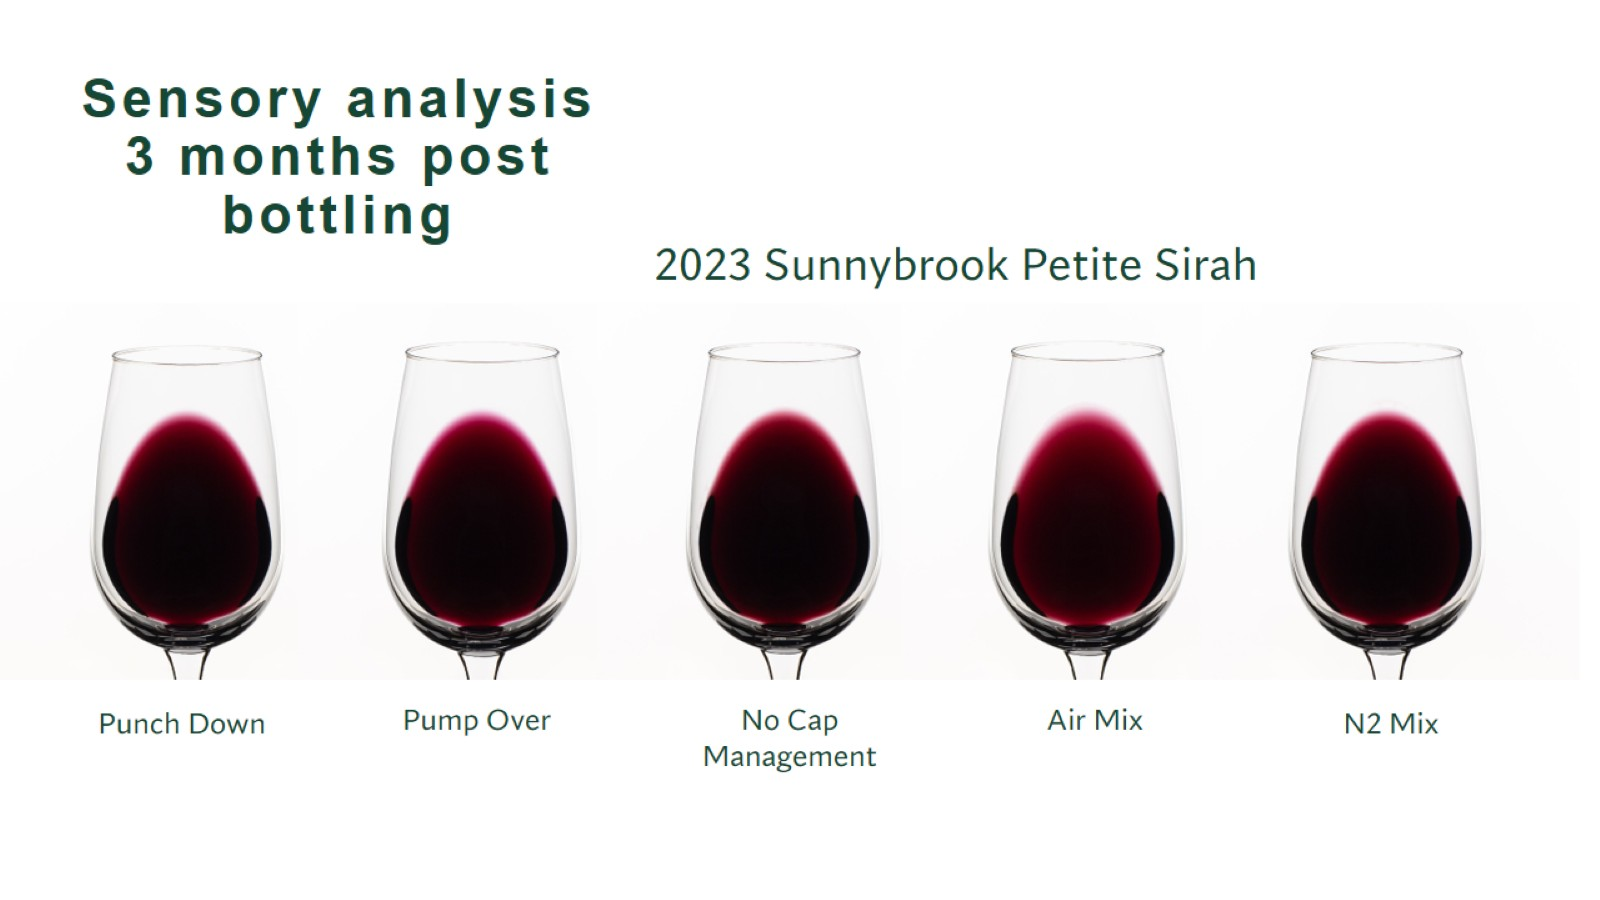 Sensory analysis
3 months post
bottling
2023 Sunnybrook Petite Sirah
Punch Down
Pump Over
No Cap
Management
Air Mix
N2 Mix